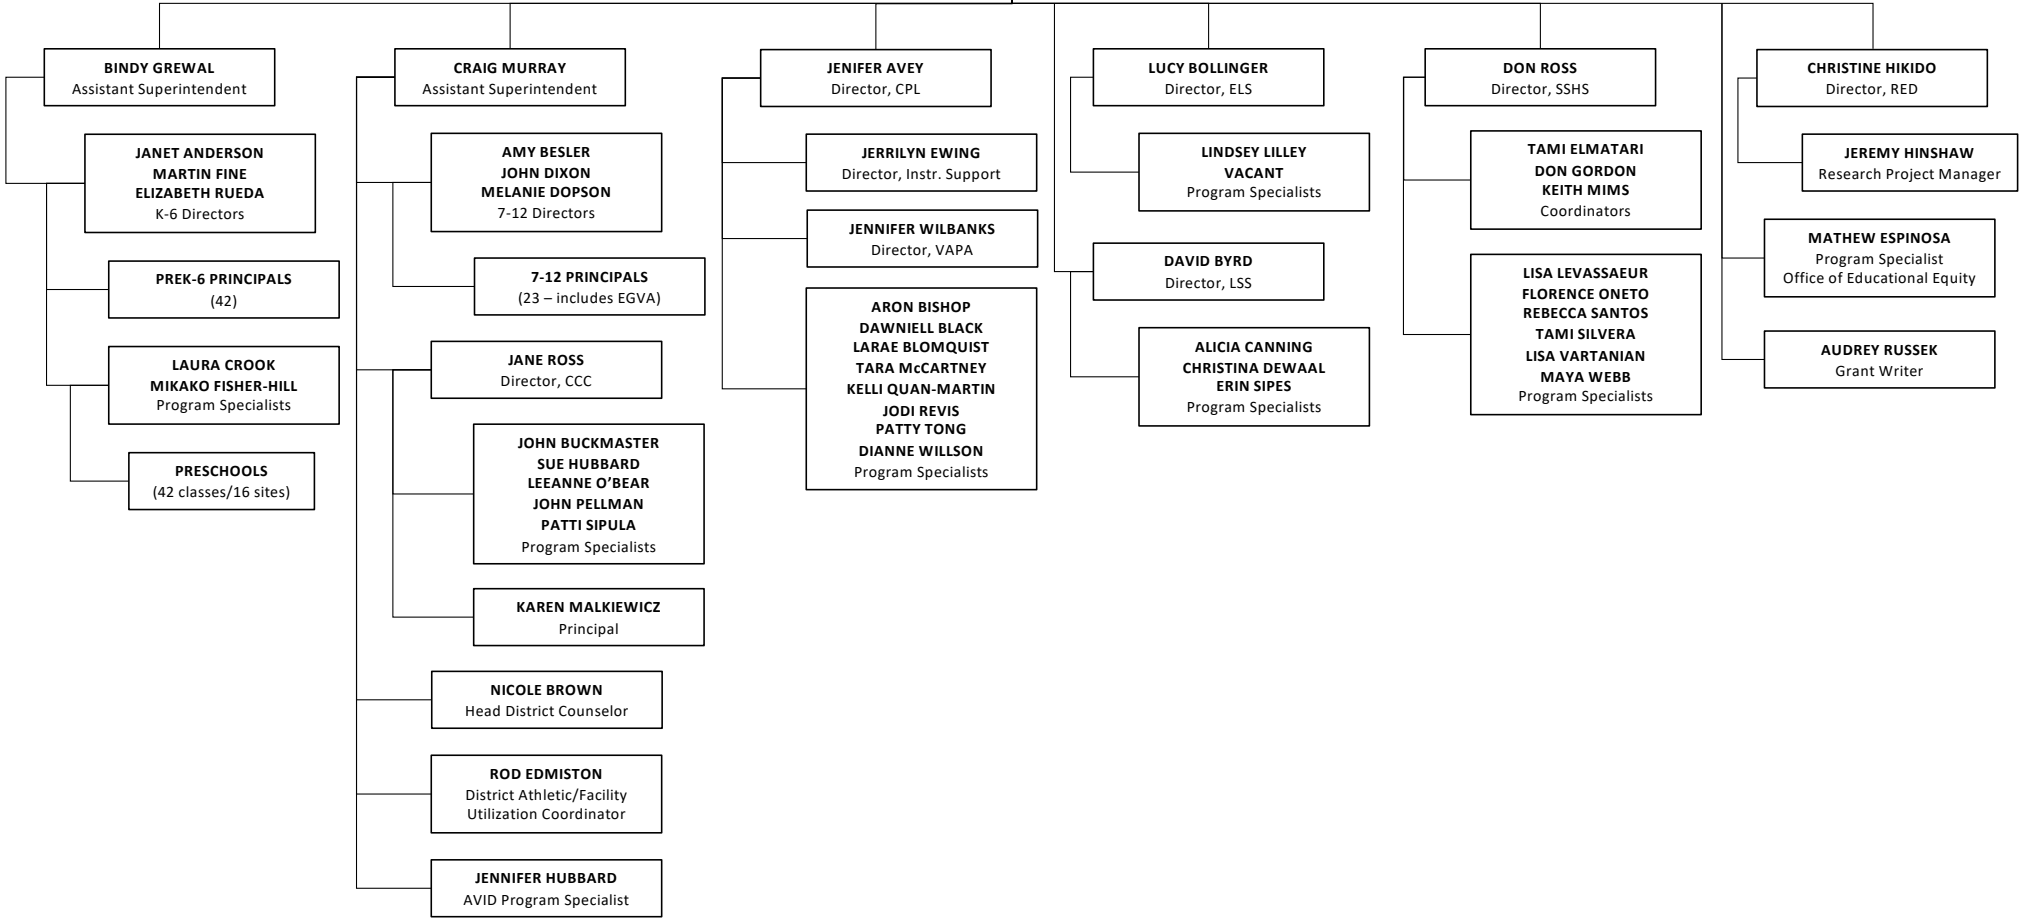 BINDY GREWAL
Assistant Superintendent
JANET ANDERSON
MARTIN FINE
ELIZABETH RUEDA
K-6 Directors
PREK-6 PRINCIPALS
(42)
LAURA CROOK
MIKAKO FISHER-HILL
Program Specialists
PRESCHOOLS
(42 classes/16 sites)
CRAIG MURRAY
Assistant Superintendent
AMY BESLER
JOHN DIXON
MELANIE DOPSON
7-12 Directors
7-12 PRINCIPALS
(23 – includes EGVA)
JANE ROSS
Director, CCC
JOHN BUCKMASTER
SUE HUBBARD
LEEANNE O’BEAR
JOHN PELLMAN
PATTI SIPULA
Program Specialists
KAREN MALKIEWICZ
Principal
NICOLE BROWN
Head District Counselor
ROD EDMISTON
District Athletic/Facility
Utilization Coordinator
JENNIFER HUBBARD
AVID Program Specialist
JENIFER AVEY
Director, CPL
JERRILYN EWING
Director, Instr. Support
JENNIFER WILBANKS
Director, VAPA
ARON BISHOP
DAWNIELL BLACK
LARAE BLOMQUIST
TARA McCARTNEY
KELLI QUAN-MARTIN
JODI REVIS
PATTY TONG
DIANNE WILLSON
Program Specialists
LUCY BOLLINGER
Director, ELS
LINDSEY LILLEY
VACANT
Program Specialists
DAVID BYRD
Director, LSS
ALICIA CANNING
CHRISTINA DEWAAL
ERIN SIPES
Program Specialists
DON ROSS
Director, SSHS
TAMI ELMATARI
DON GORDON
KEITH MIMS
Coordinators
LISA LEVASSAEUR
FLORENCE ONETO
REBECCA SANTOS
TAMI SILVERA
LISA VARTANIAN
MAYA WEBB
Program Specialists
CHRISTINE HIKIDO
Director, RED
JEREMY HINSHAW
Research Project Manager
MATHEW ESPINOSA
Program Specialist
Office of Educational Equity
AUDREY RUSSEK
Grant Writer